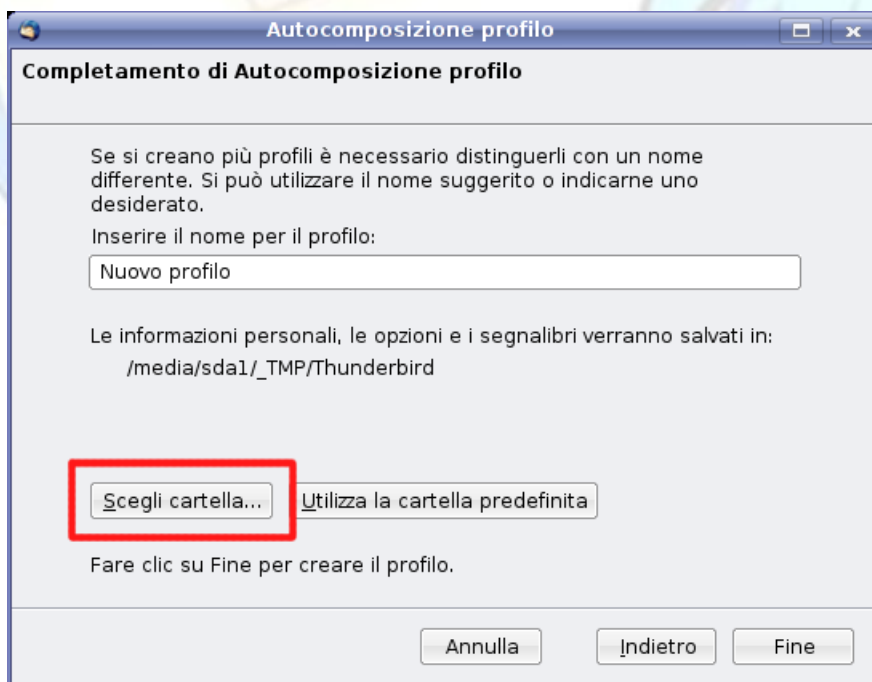 Autocomposizione profilo
Completamento di Autocomposizione profilo
Se si creano più profili è necessario distinguerli con un nome
differente. Si può utilizzare il nome suggerito o indicarne uno
desiderato.
Inserire il nome per il profilo:
Nuovo profilo
Le informazioni personali, le opzioni e i segnalibri verranno salvati in:
/media/sda1/_TMP/Thunderbird
Scegli cartella... Utilizza la cartella predefinita
Fare clic su Fine per creare il profilo.
Annulla Indietro Fine